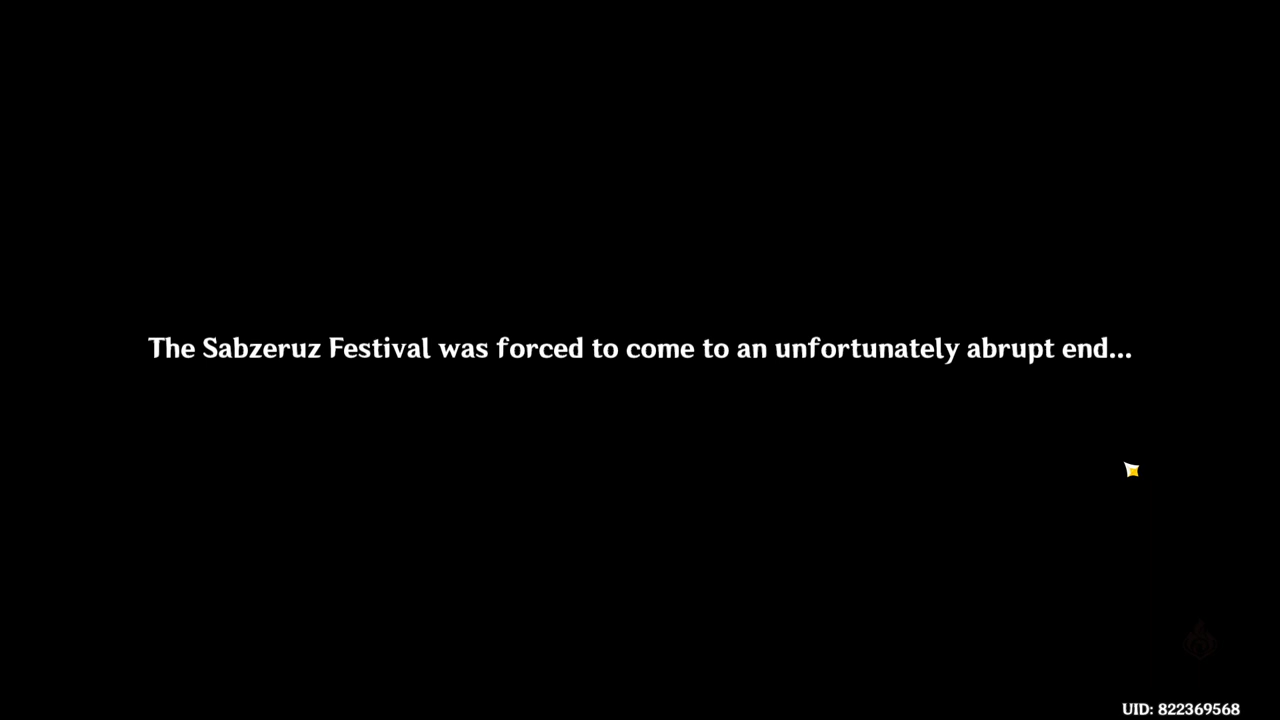 The Sabzeruz Festival was forced to come to an unfortunately abrupt end...
UID: 822369568